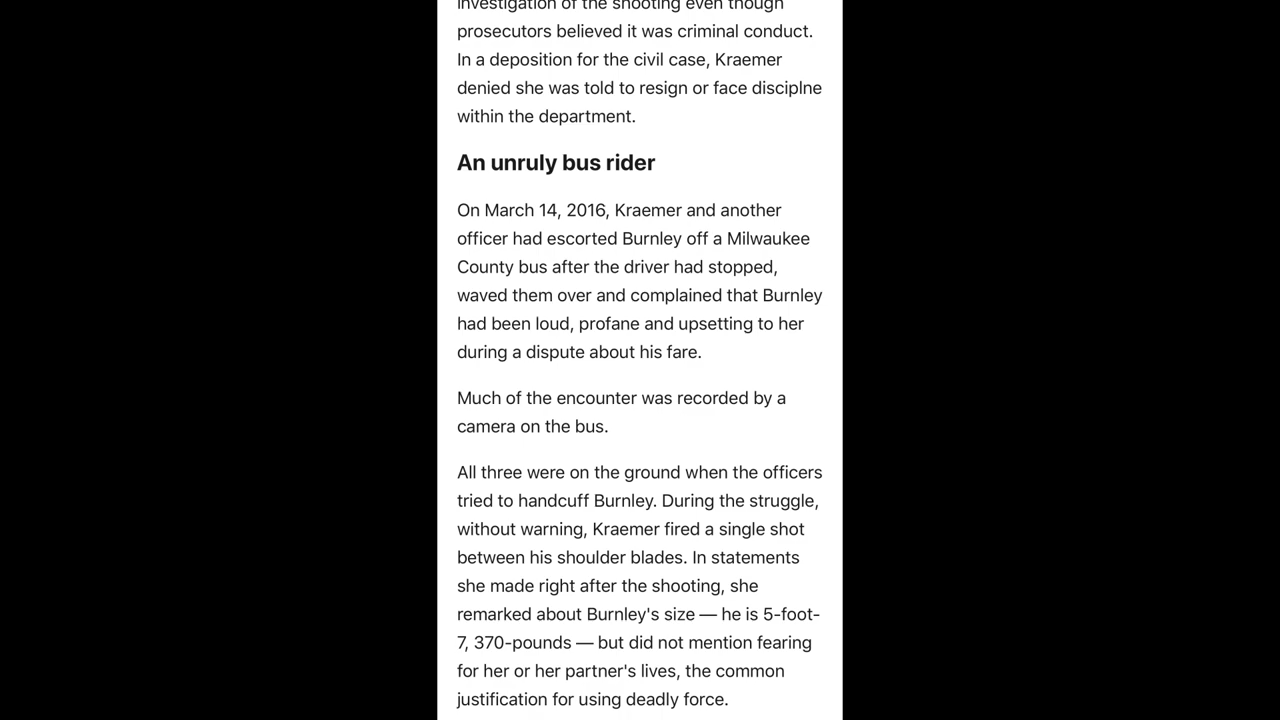 investigation of the shooting even though
prosecutors believed it was criminal conduct.
In a deposition for the civil case, Kraemer
denied she was told to resign or face disciplne
within the department.
An unruly bus rider
On March 14, 2016, Kraemer and another
officer had escorted Burnley off a Milwaukee
County bus after the driver had stopped,
waved them over and complained that Burnley
had been loud, profane and upsetting to her
during a dispute about his fare.
Much of the encounter was recorded by a
camera on the bus.
All three were on the ground when the officers
tried to handcuff Burnley. During the struggle,
without warning, Kraemer fired a single shot
between his shoulder blades. In statements
she made right after the shooting, she
remarked about Burnley's size — he is 5-foot-
7, 370-pounds — but did not mention fearing
for her or her partner's lives, the common
justification for using deadly force.